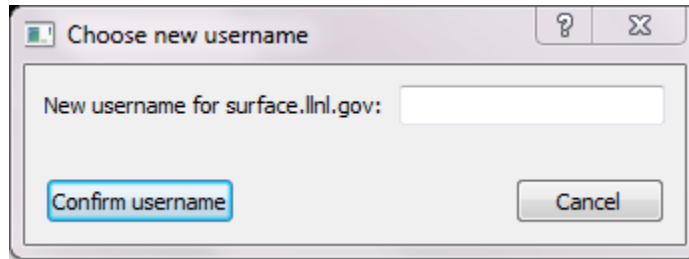 Choose new username
New username for surface.llnl.gov:
Confirm username
Cancel